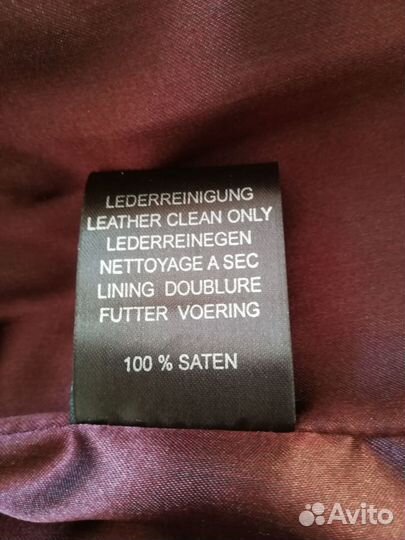 LEDERREINIGUNG
LEATHER CLEAN ONLY
LEDERREINEGEN
NETTOYAGE A SEC
LINING DOUBLURE
FUTTER VOERING
100 % SATEN
Avito